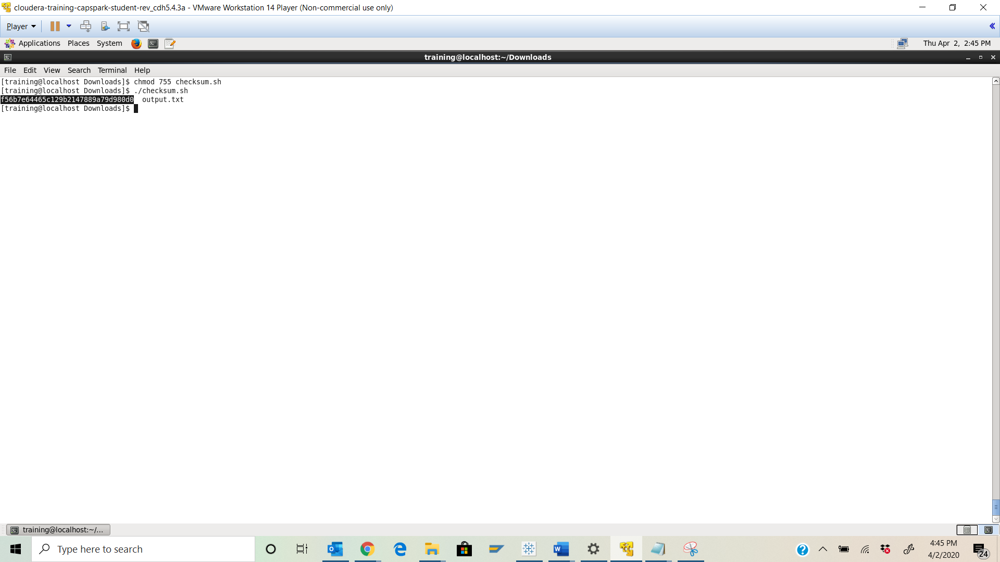 cloudera-training-capspark-student-rev_cdh5.4.3a - VMware Workstation 14 Player (Non-commercial use only)
Player
Applications Places System Thu Apr 2, 2:45 PM
training@localhost:~/Downloads
File Edit View Search Terminal Help
[training@localhost Downloads]$ chmod 755 checksum.sh
[training@localhost Downloads]$ ./checksum.sh
f56b7e64465c129b2147889a79d980d0  output.txt
[training@localhost Downloads]$
training@localhost:~/...
Type here to search
4:45 PM
4/2/2020
24